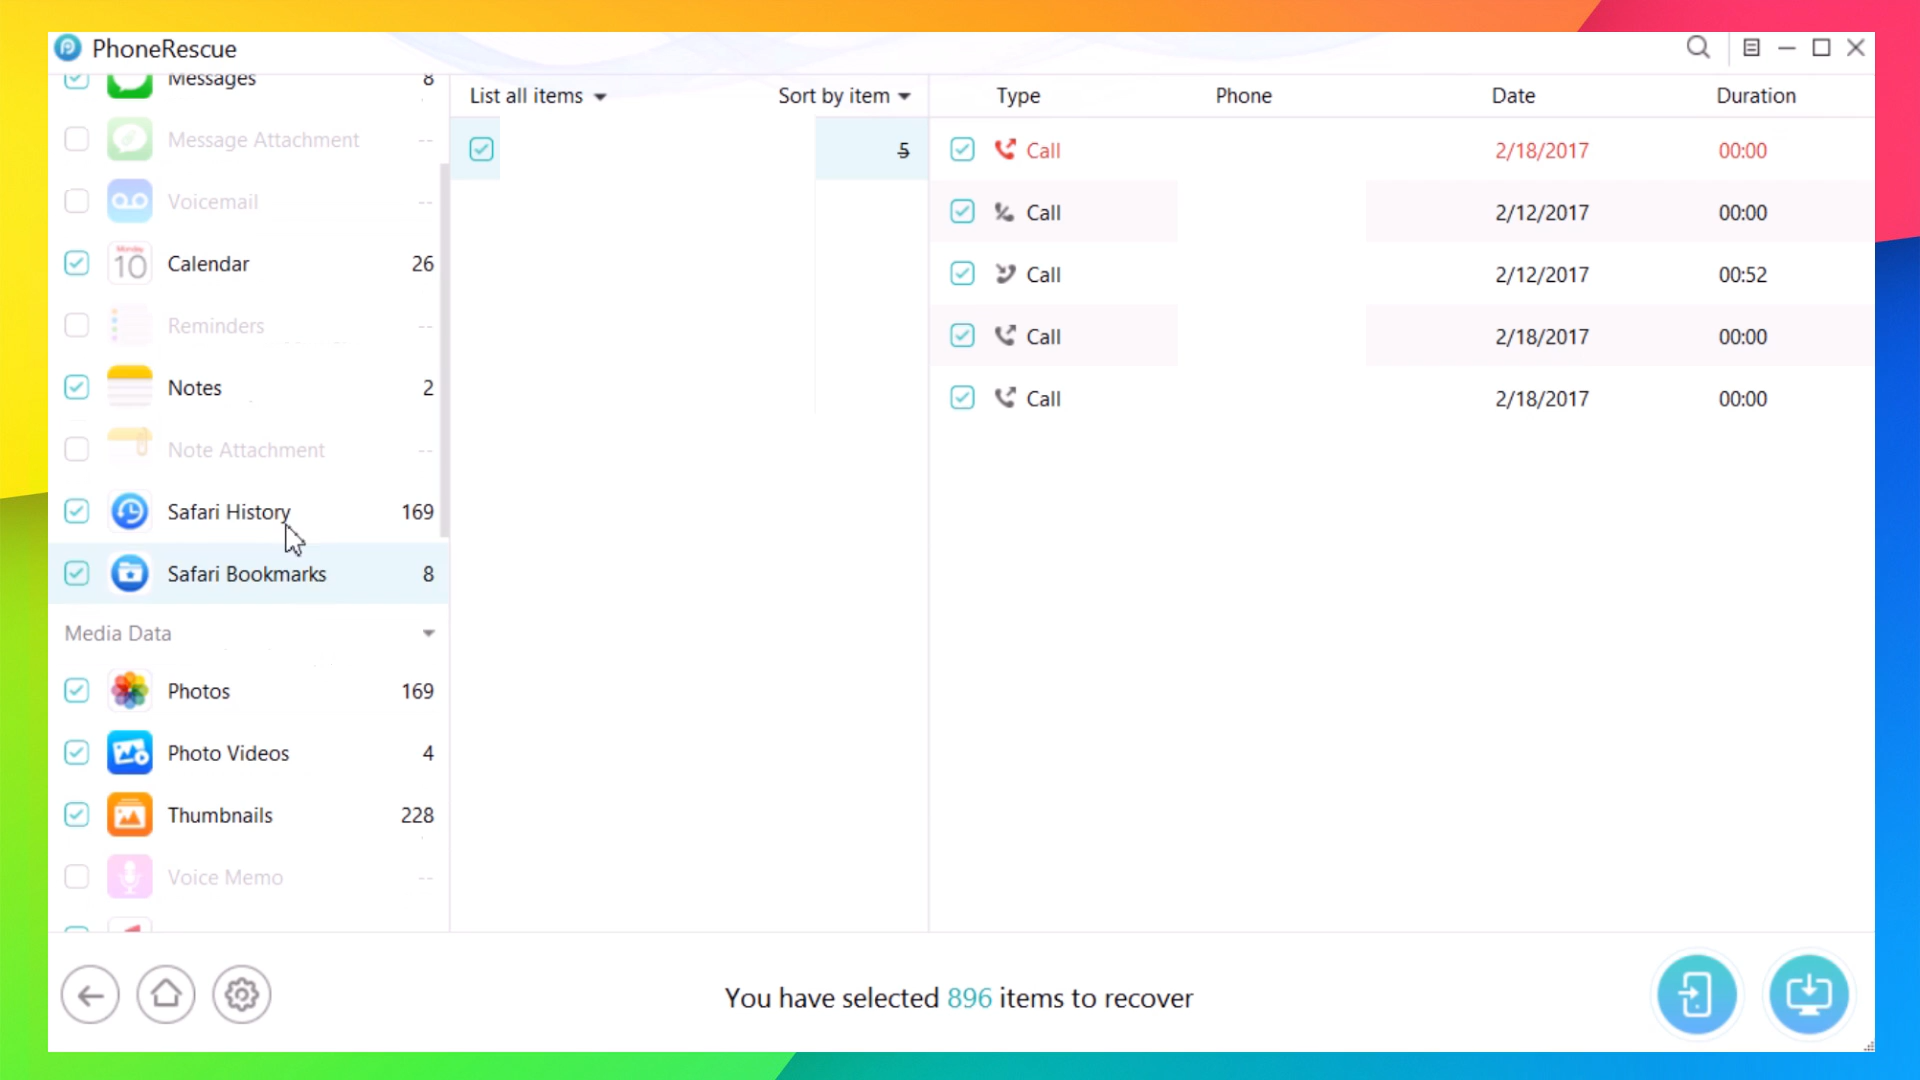 PhoneRescue
Messages 8
Message Attachment --
Voicemail --
Monday
10
Calendar 26
Reminders --
Notes 2
Note Attachment --
Safari History 169
Safari Bookmarks 8
Media Data
Photos 169
Photo Videos 4
Thumbnails 228
Voice Memo --
List all items Sort by item
5
Type Phone Date Duration
Call 2/18/2017 00:00
Call 2/12/2017 00:00
Call 2/12/2017 00:52
Call 2/18/2017 00:00
Call 2/18/2017 00:00
You have selected 896 items to recover